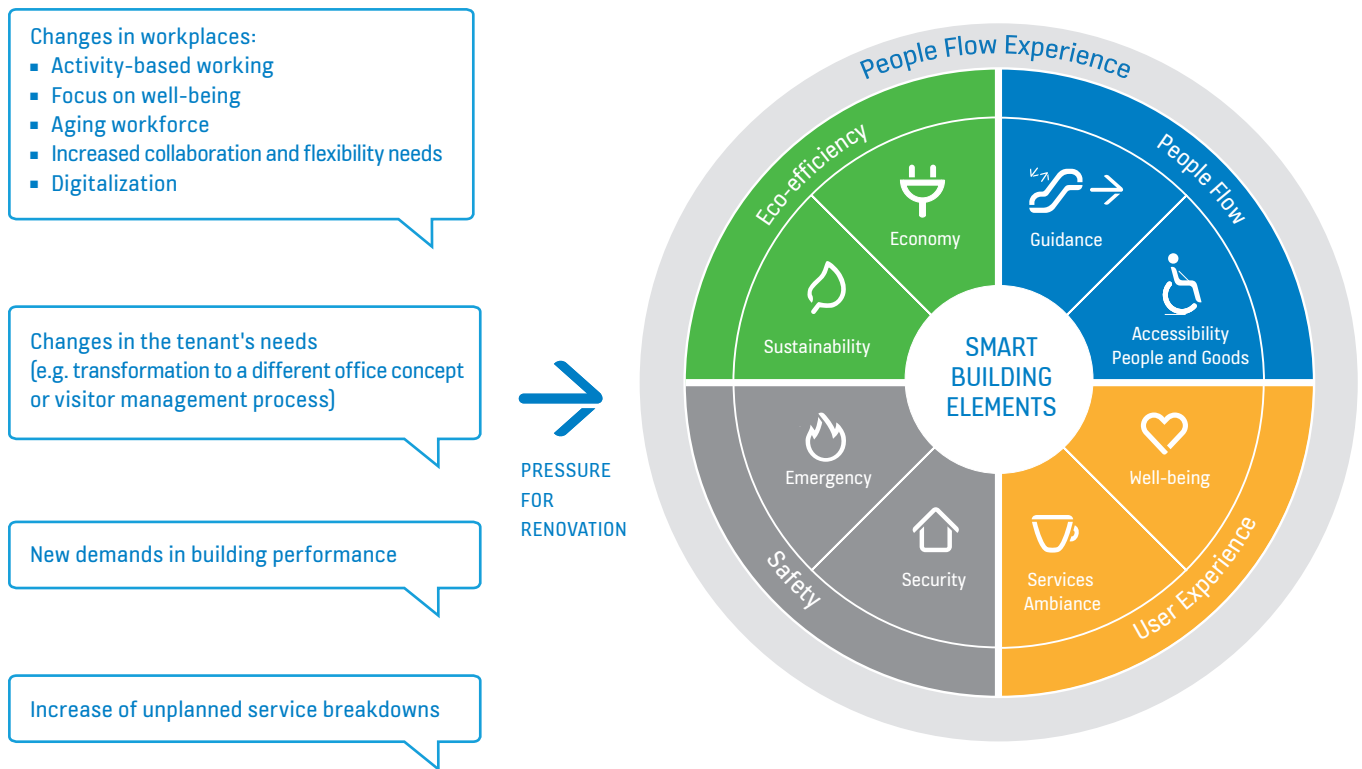 Changes in workplaces:
▪ Activity-based working
▪ Focus on well-being
▪ Aging workforce
▪ Increased collaboration and flexibility needs
▪ Digitalization
Changes in the tenant's needs
(e.g. transformation to a different office concept
or visitor management process)
New demands in building performance
Increase of unplanned service breakdowns
PRESSURE
FOR
RENOVATION
People Flow Experience
Eco-efficiency
Economy
Sustainability
People Flow
Guidance
Accessibility
People and Goods
SMART
BUILDING
ELEMENTS
Safety
Emergency
Security
User Experience
Well-being
Services
Ambiance